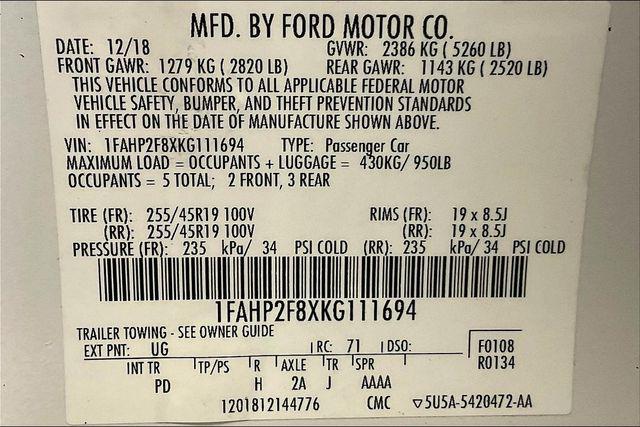 MFD. BY FORD MOTOR CO.
DATE: 12/18 GVWR: 2386 KG ( 5260 LB)
FRONT GAWR: 1279 KG ( 2820 LB) REAR GAWR: 1143 KG ( 2520 LB)
THIS VEHICLE CONFORMS TO ALL APPLICABLE FEDERAL MOTOR
VEHICLE SAFETY, BUMPER, AND THEFT PREVENTION STANDARDS
IN EFFECT ON THE DATE OF MANUFACTURE SHOWN ABOVE.
VIN: 1FAHP2F8XKG111694 TYPE: Passenger Car
MAXIMUM LOAD = OCCUPANTS + LUGGAGE = 430KG/ 950LB
OCCUPANTS = 5 TOTAL; 2 FRONT, 3 REAR
TIRE (FR): 255/45R19 100V RIMS (FR): 19 x 8.5J
(RR): 255/45R19 100V (RR): 19 x 8.5J
PRESSURE (FR): 235 kPa/ 34 PSI COLD (RR): 235 kPa/ 34 PSI COLD
1FAHP2F8XKG111694
TRAILER TOWING - SEE OWNER GUIDE
EXT PNT: UG RC: 71 DSO: F0108
R0134
INT TR TP/PS R AXLE TR SPR
PD H 2A J AAAA
1201812144776 CMC ▽5U5A-5420472-AA